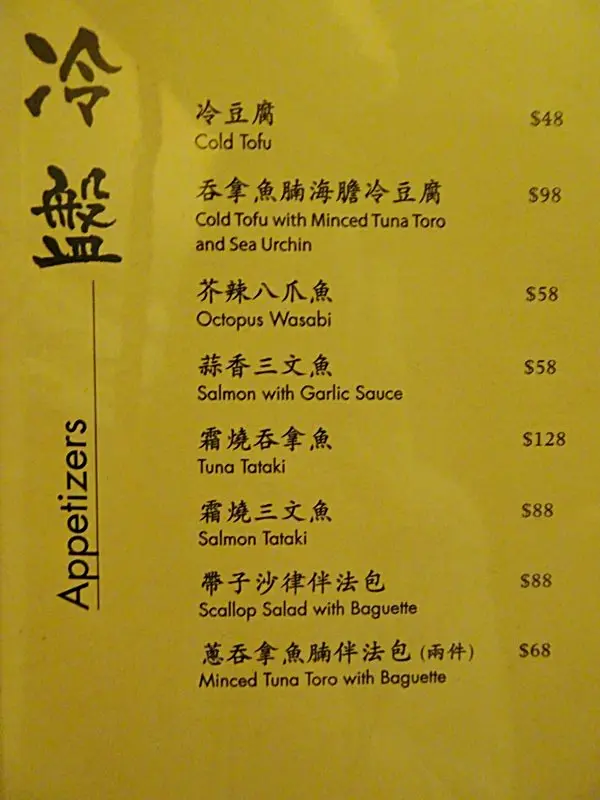 冷盤
Appetizers
冷豆腐 $48
Cold Tofu
吞拿魚腩海膽冷豆腐 $98
Cold Tofu with Minced Tuna Toro
and Sea Urchin
芥辣八爪魚 $58
Octopus Wasabi
蒜香三文魚 $58
Salmon with Garlic Sauce
霜燒吞拿魚 $128
Tuna Tataki
霜燒三文魚 $88
Salmon Tataki
帶子沙律伴法包 $88
Scallop Salad with Baguette
蔥吞拿魚腩伴法包 (兩件) $68
Minced Tuna Toro with Baguette